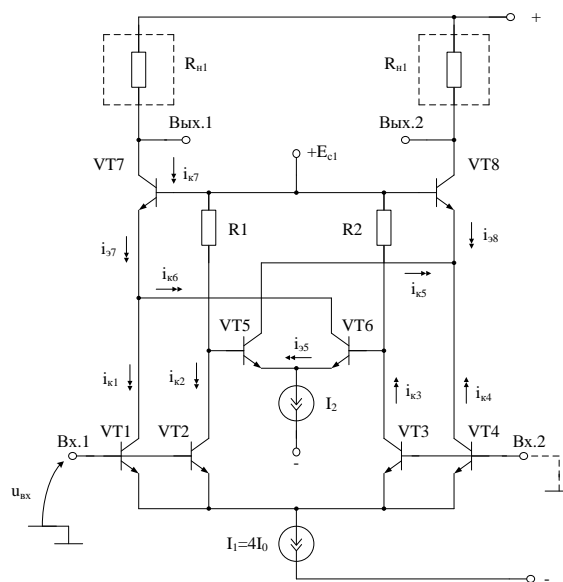 +
Rн1
Rн1
Вых.1
Вых.2
+Ec1
VT7
VT8
iк7
R1
R2
iэ7
iэ8
iк6
iк5
VT5
VT6
iэ5
iк1
iк2
I2
iк3
iк4
-
Вх.1
VT1
VT2
VT3
VT4
Вх.2
uвх
I1=4I0
-